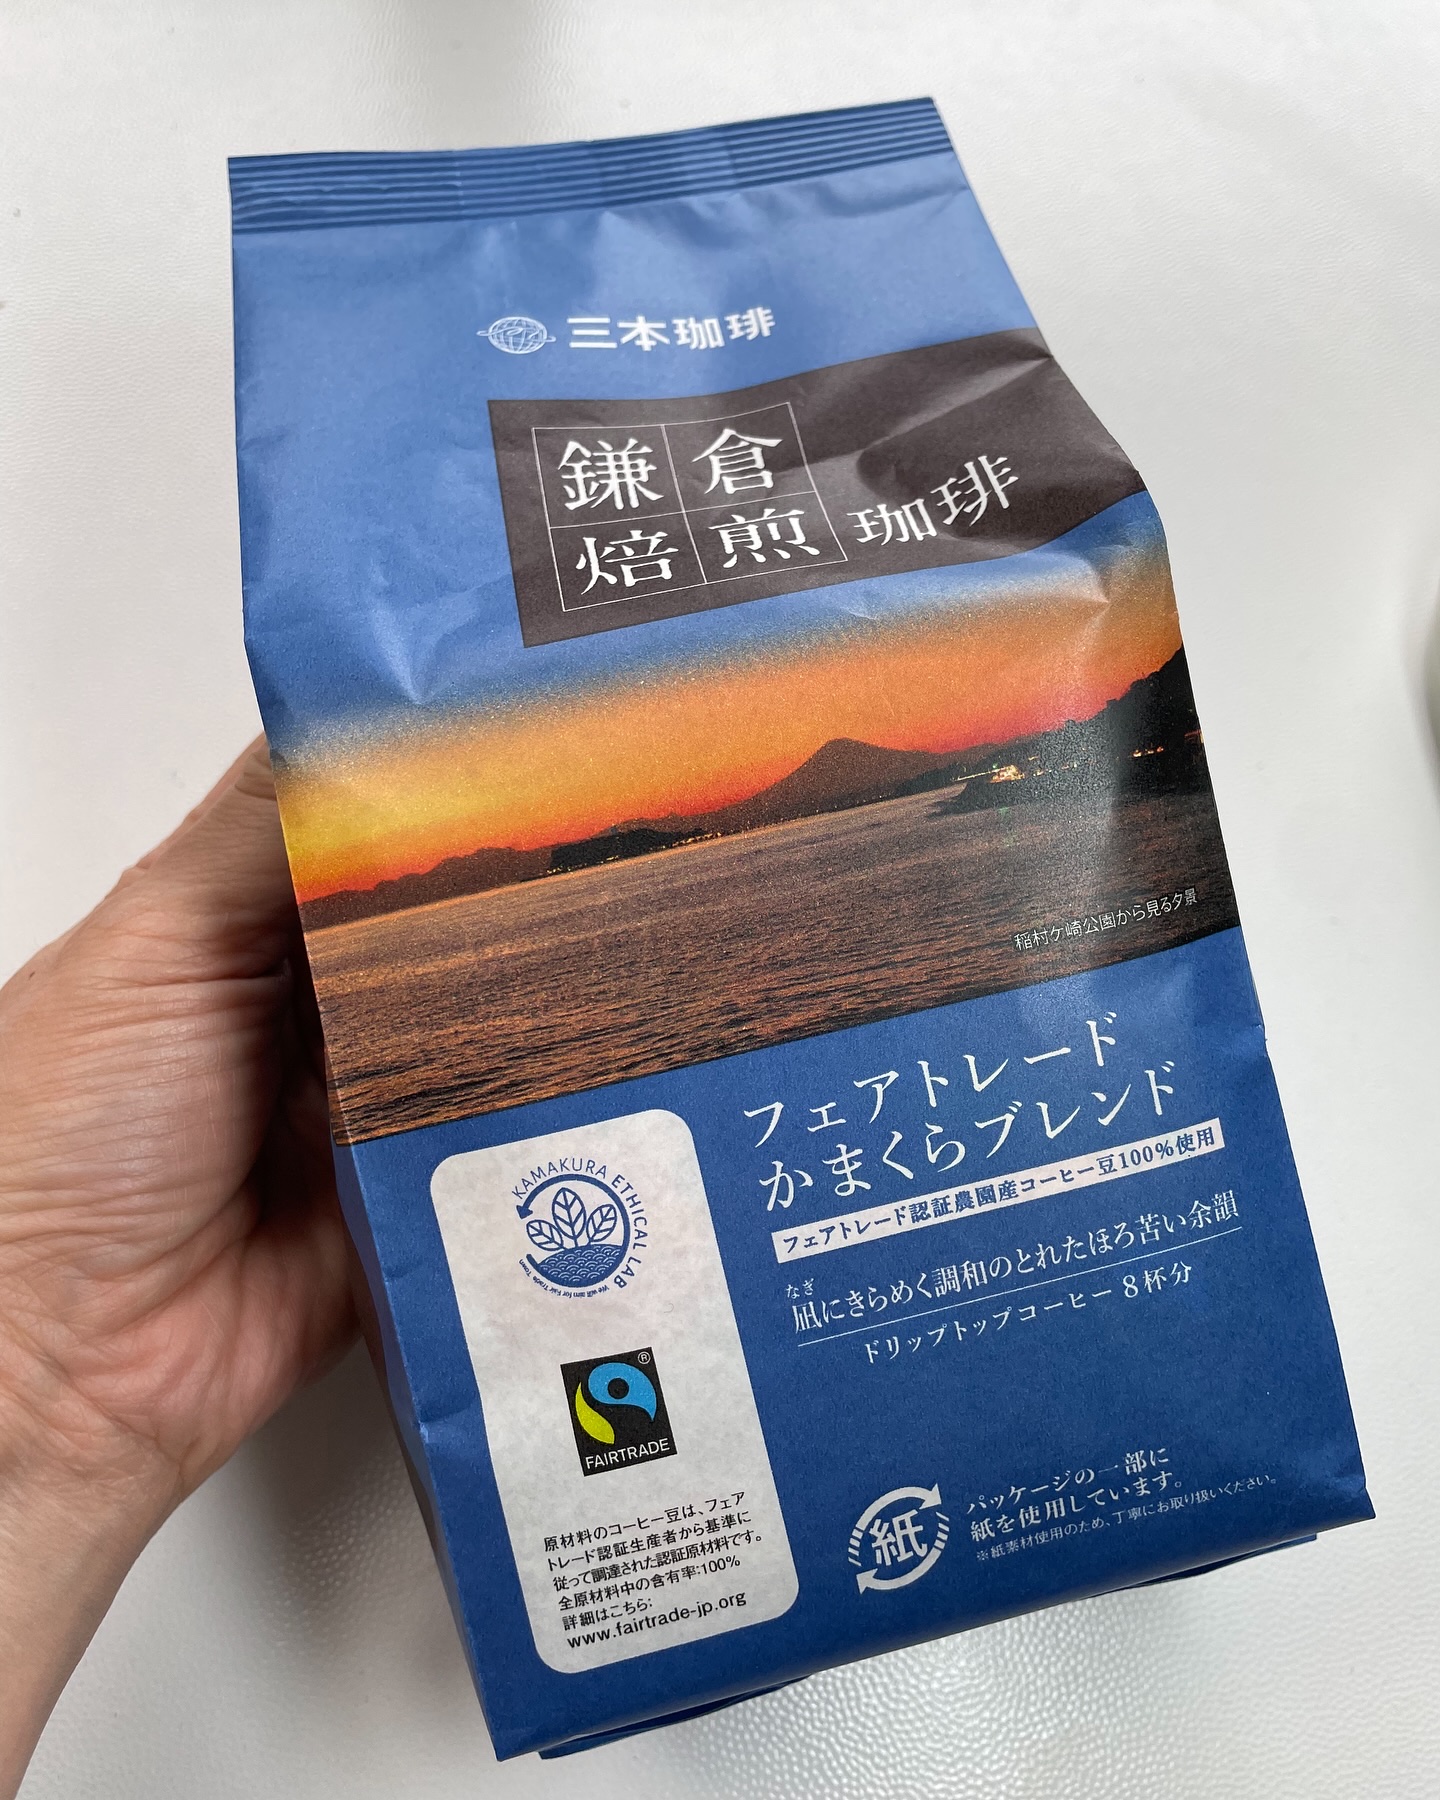 三本珈琲
鎌倉
焙煎
珈琲
稲村ケ崎公園から見る夕景
フェアトレード
かまくらブレンド
フェアトレード認証農園産コーヒー豆100%使用
なぎ
凪にきらめく調和のとれたほろ苦い余韻
ドリップトップコーヒー 8杯分
KAMAKURA ETHICAL LAB
We will aim for Fair Trade Town
®
FAIRTRADE
原材料のコーヒー豆は、フェア
トレード認証生産者から基準に
従って調達された認証原材料です。
全原材料中の含有率:100%
詳細はこちら:
www.fairtrade-jp.org
紙
パッケージの一部に
紙を使用しています。
※紙素材使用のため、丁寧にお取り扱いください。